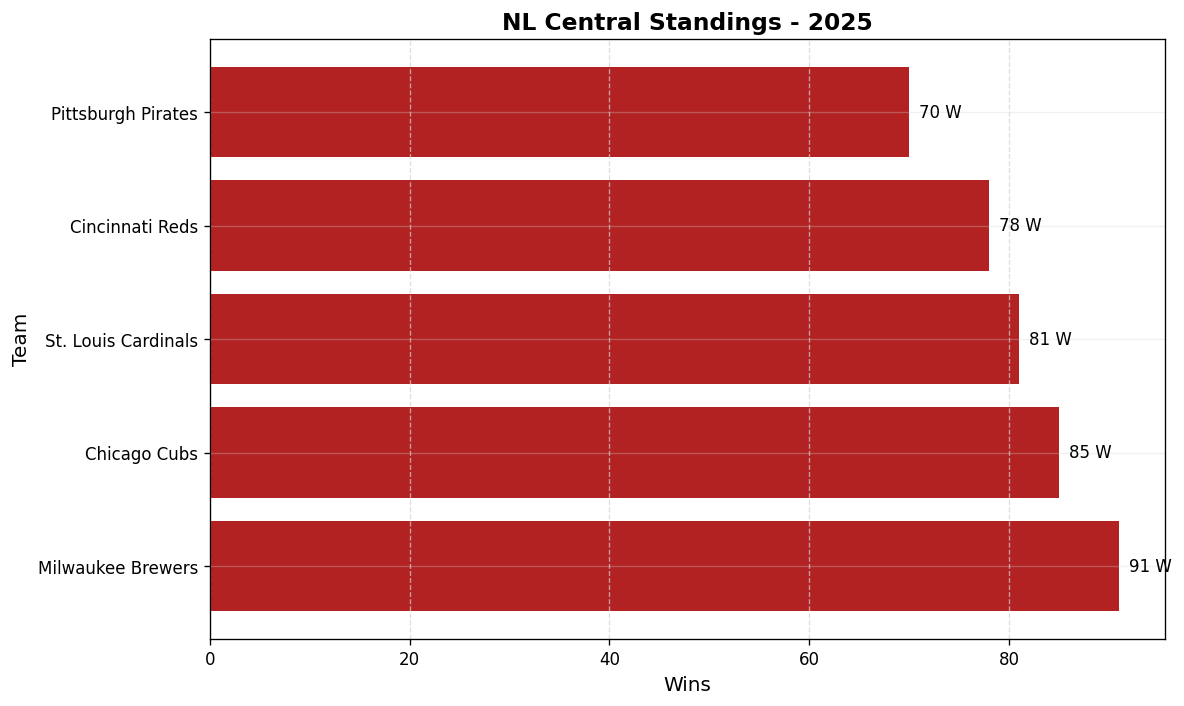 NL Central Standings - 2025
Pittsburgh Pirates
70 W
Cincinnati Reds
78 W
St. Louis Cardinals
81 W
Chicago Cubs
85 W
Milwaukee Brewers
91 W
Team
0 20 40 60 80
Wins